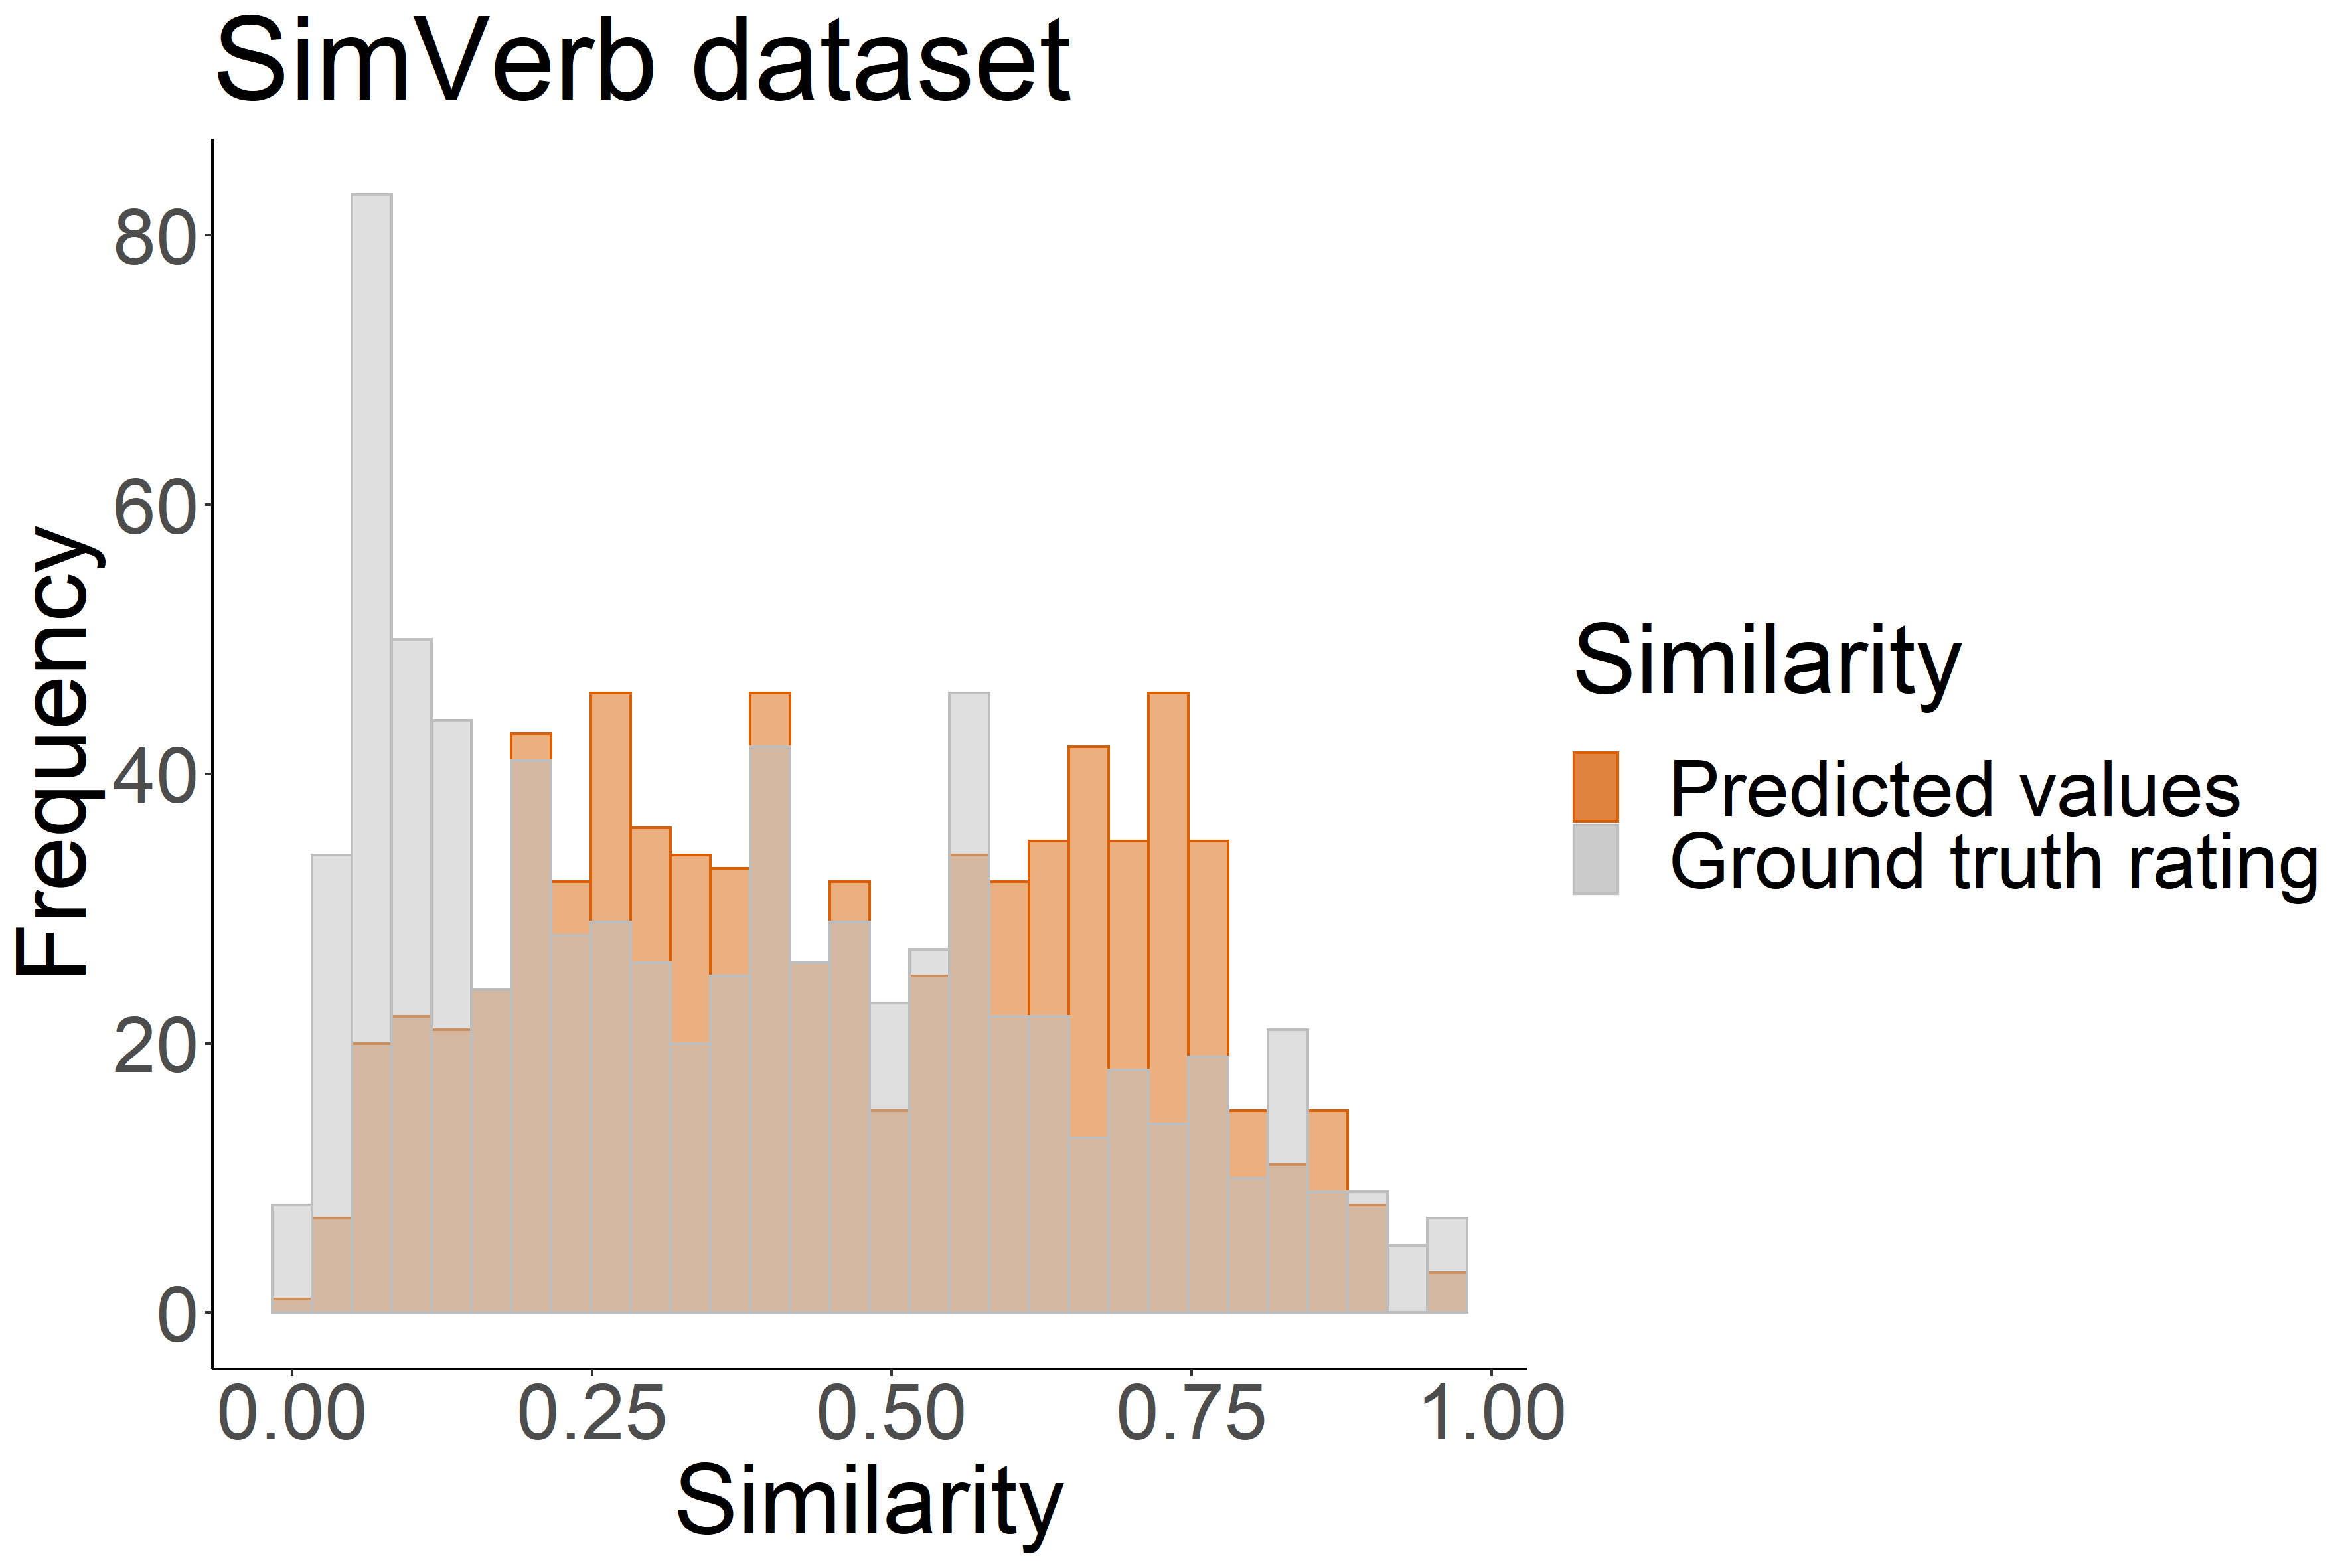 SimVerb dataset
80
60
40
20
0
Frequency
0.00 0.25 0.50 0.75 1.00
Similarity
Similarity
Predicted values
Ground truth rating